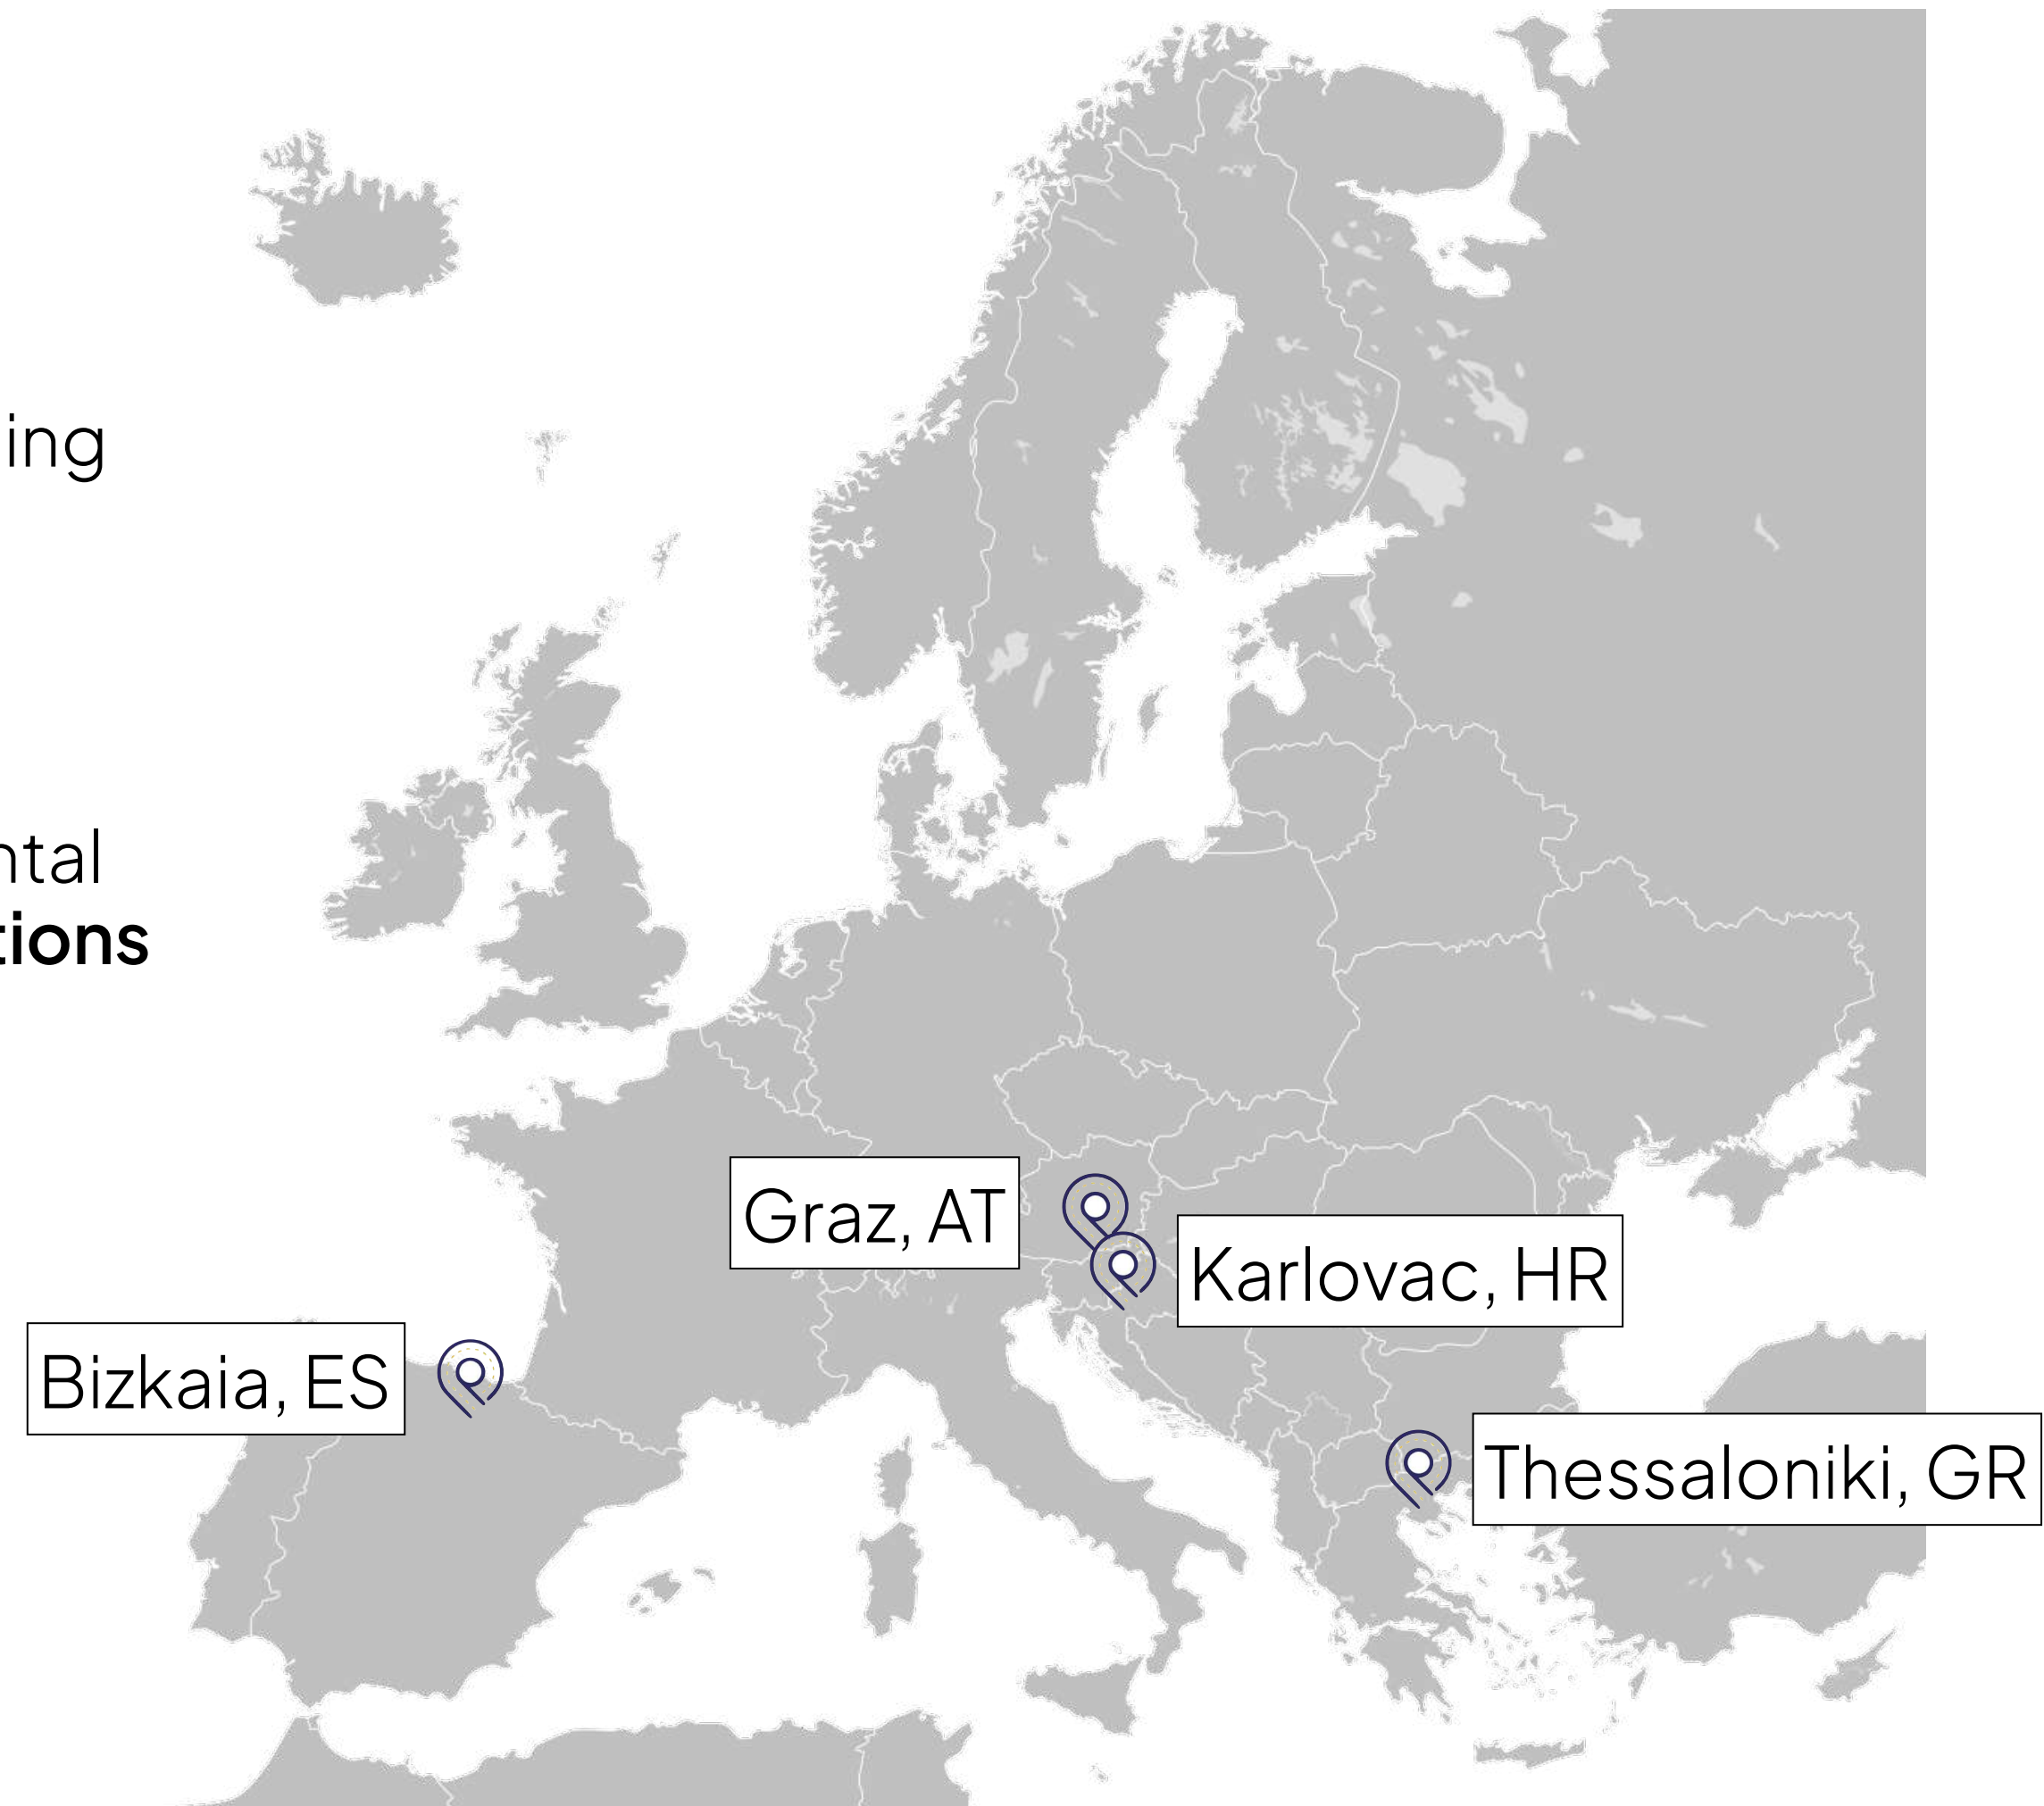 ing
ntal
tions
Graz, AT
Karlovac, HR
Bizkaia, ES
Thessaloniki, GR